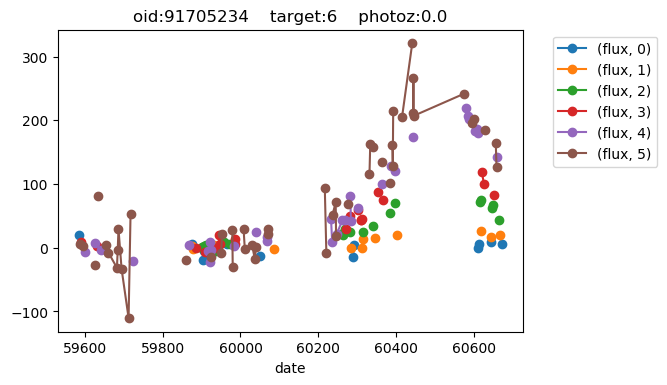 oid:91705234    target:6    photoz:0.0
300
200
100
0
−100
59600
59800
60000
60200
60400
60600
date
(flux, 0)
(flux, 1)
(flux, 2)
(flux, 3)
(flux, 4)
(flux, 5)